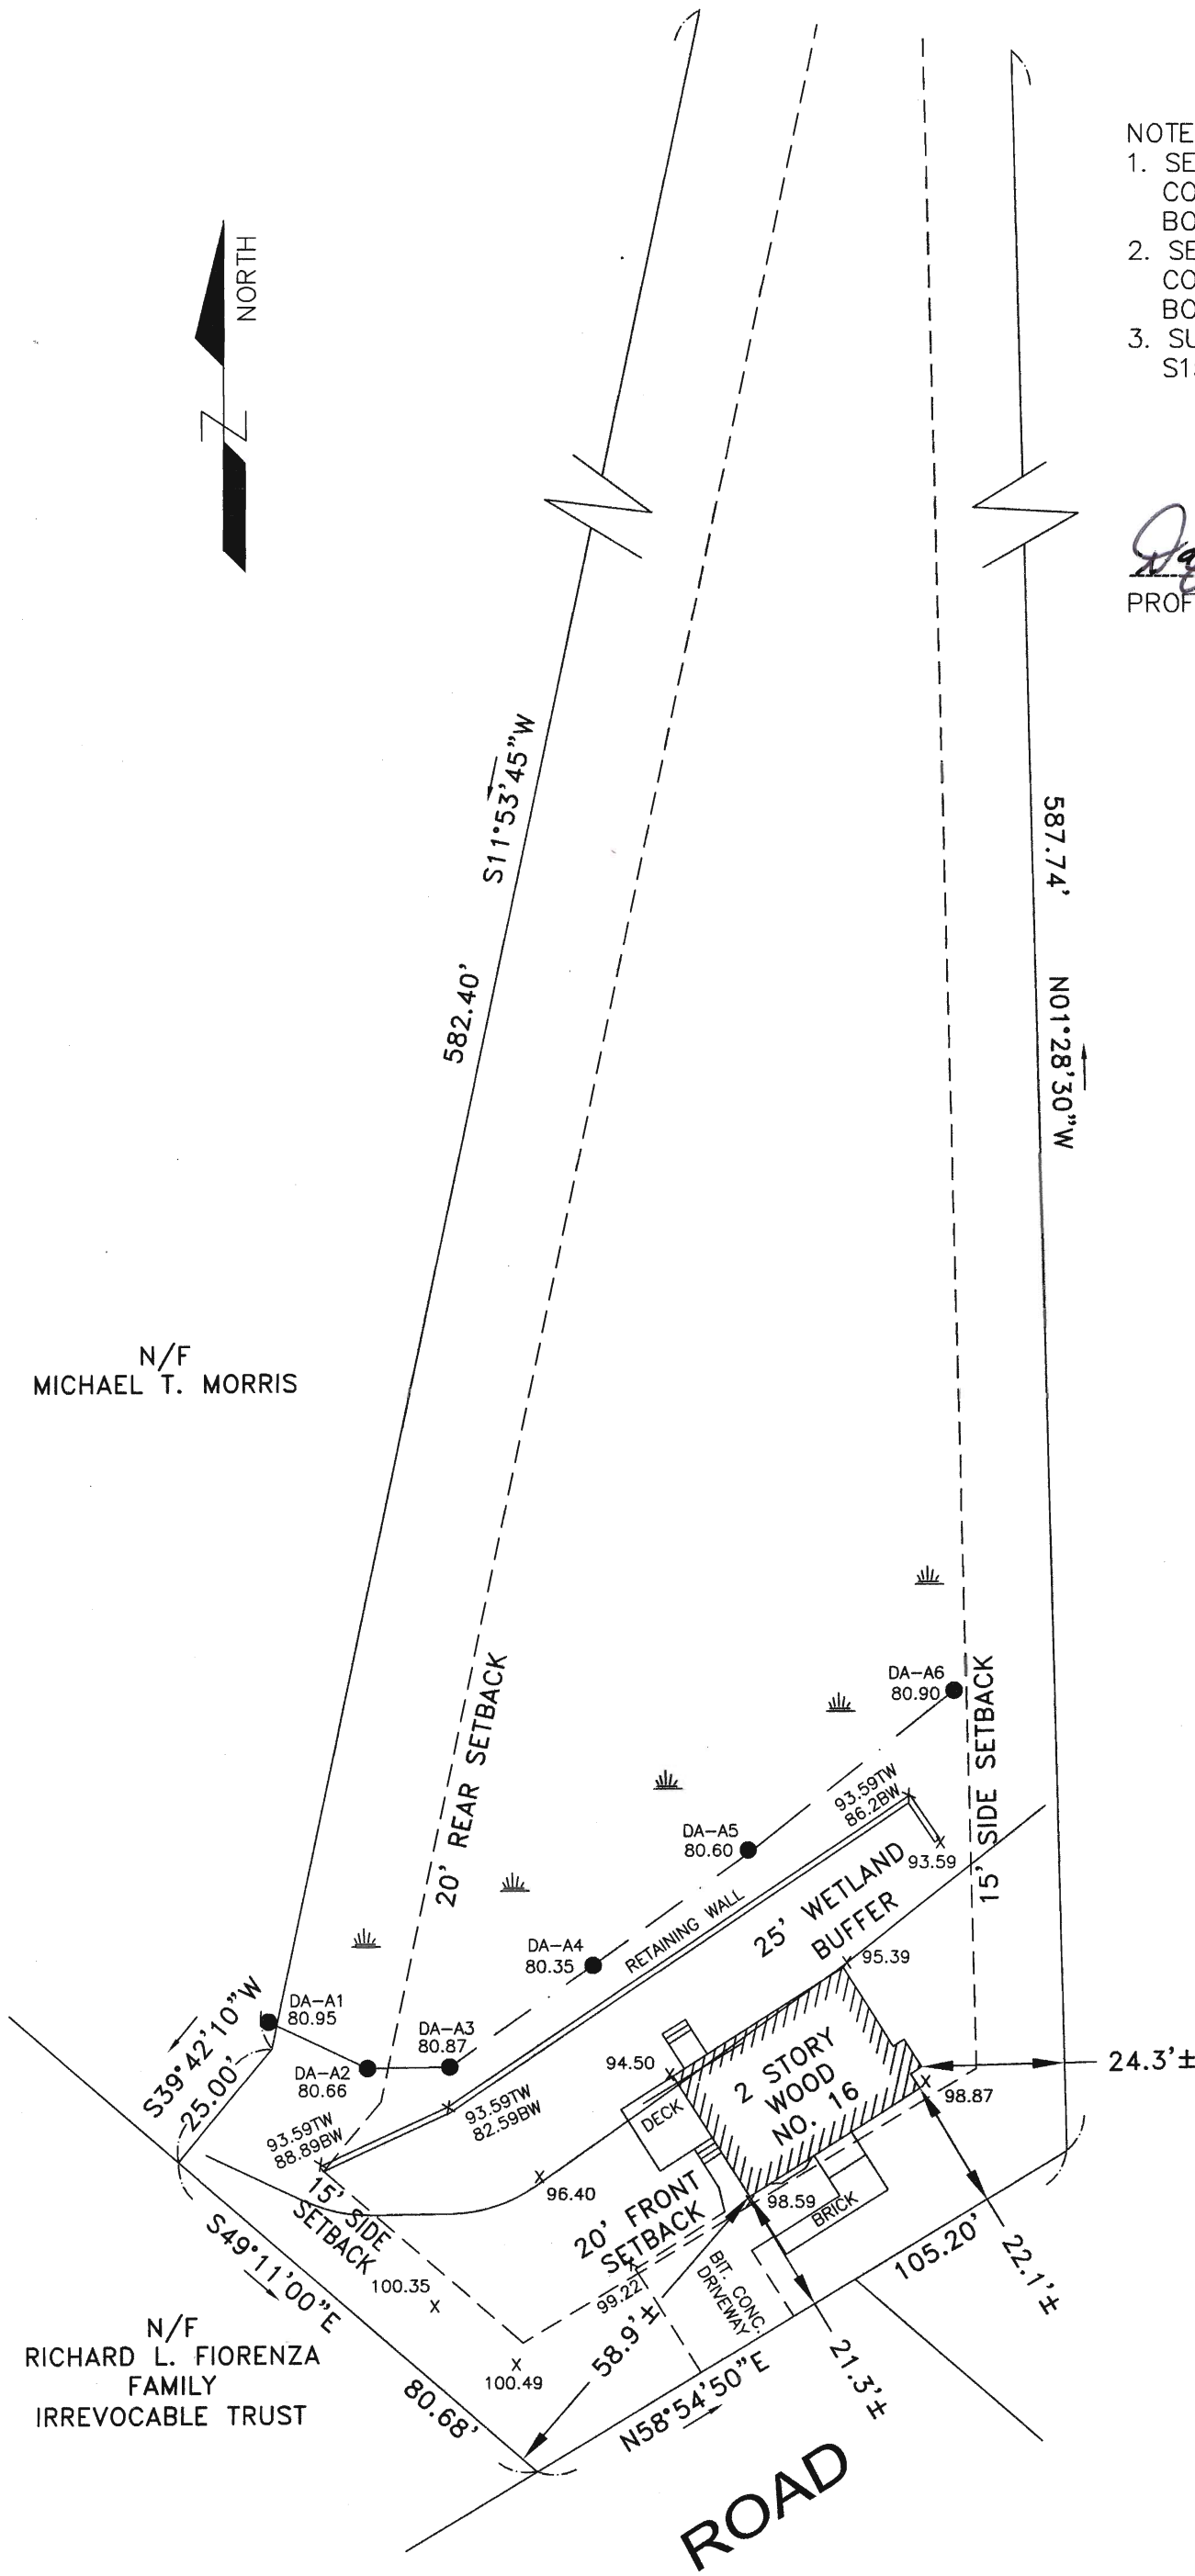 NOTE
1. SE
CO
BO
2. SE
CO
BO
3. SU
S1
PROF
NORTH
S11°53'45"W
582.40'
587.74'
N01°28'30"W
N/F
MICHAEL T. MORRIS
20' REAR SETBACK
15' SIDE SETBACK
DA-A6
80.90
93.59TW
86.2BW
93.59
DA-A5
80.60
RETAINING WALL
25' WETLAND
BUFFER
95.39
DA-A4
80.35
S39°42'10"W
25.00'
DA-A1
80.95
DA-A3
80.87
DA-A2
80.66
93.59TW
82.59BW
93.59TW
88.89BW
94.50
DECK
2 STORY
WOOD
NO. 16
24.3'±
98.87
15' SIDE
SETBACK
96.40
20' FRONT
SETBACK
98.59
BRICK
S49°11'00"E
100.35
99.22
BIT. CONC.
DRIVEWAY
105.20'
22.1'±
N/F
RICHARD L. FIORENZA
FAMILY
IRREVOCABLE TRUST
100.49
58.9'±
21.3'±
80.68'
N58°54'50"E
ROAD